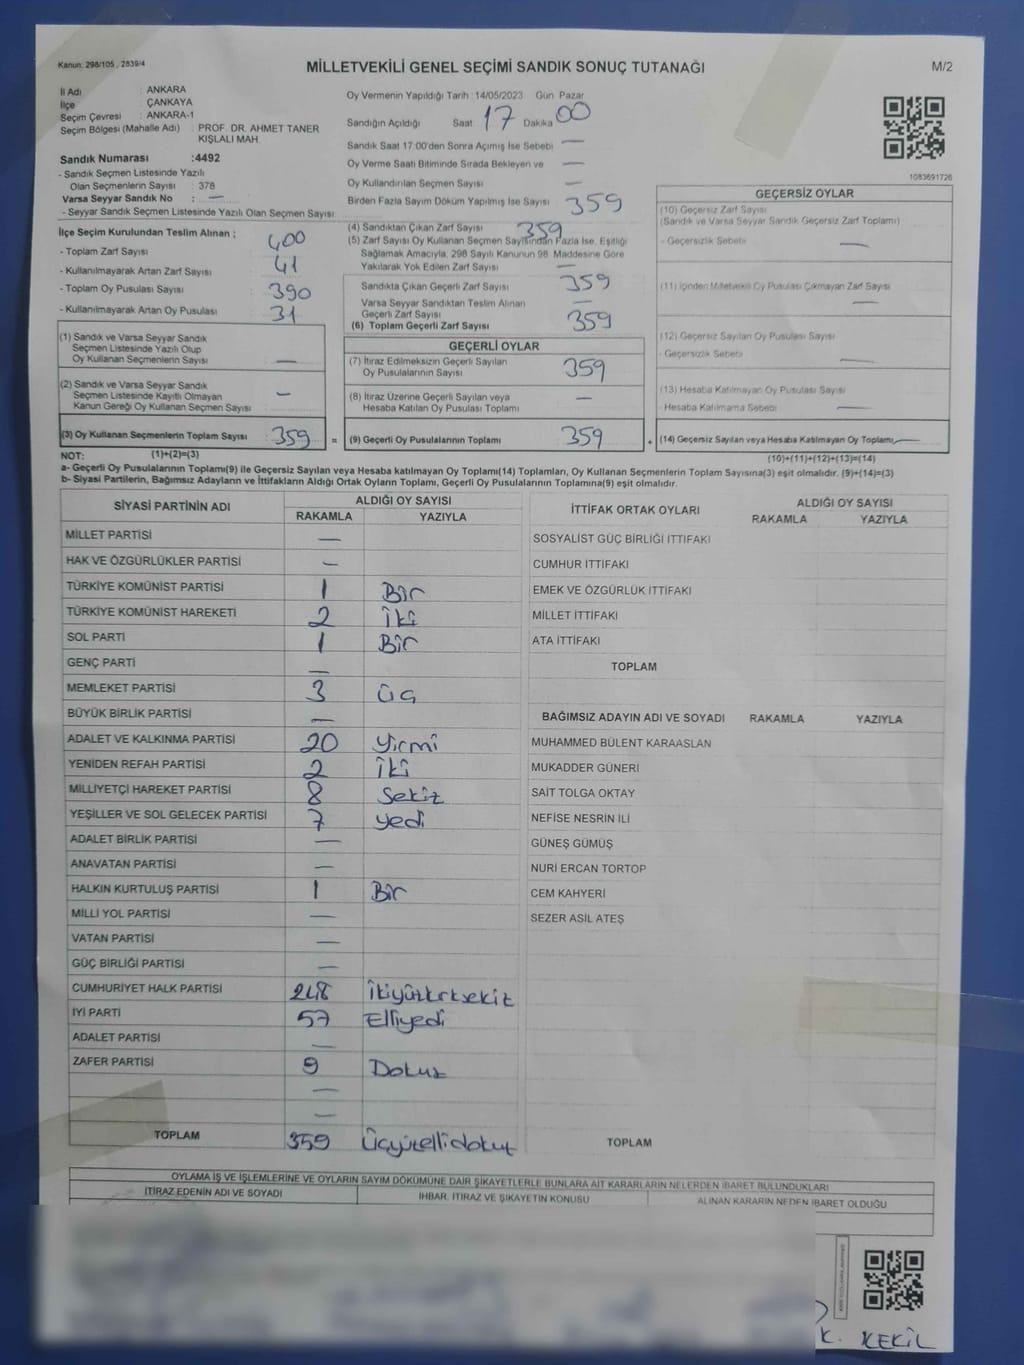 Kanun: 298/105 , 2839/4
MİLLETVEKİLİ GENEL SEÇİMİ SANDIK SONUÇ TUTANAĞI
M/2
İl Adı : ANKARA
İlçe : ÇANKAYA
Seçim Çevresi : ANKARA-1
Seçim Bölgesi (Mahalle Adı) : PROF. DR. AHMET TANER KIŞLALI MAH.
Sandık Numarası :4492
- Sandık Seçmen Listesinde Yazılı
Olan Seçmenlerin Sayısı : 378
Varsa Seyyar Sandık No : —
- Seyyar Sandık Seçmen Listesinde Yazılı Olan Seçmen Sayısı
Oy Vermenin Yapıldığı Tarih :14/05/2023 Gün Pazar
Sandığın Açıldığı Saat 17 Dakika 00
Sandık Saat 17:00'den Sonra Açımış İse Sebebi —
Oy Verme Saati Bitiminde Sırada Bekleyen ve —
Oy Kullandırılan Seçmen Sayısı —
Birden Fazla Sayım Döküm Yapılmış İse Sayısı 359
1083691726
İlçe Seçim Kurulundan Teslim Alınan ;
- Toplam Zarf Sayısı 400
- Kullanılmayarak Artan Zarf Sayısı 41
- Toplam Oy Pusulası Sayısı 390
- Kullanılmayarak Artan Oy Pusulası 31
(1) Sandık ve Varsa Seyyar Sandık
Seçmen Listesinde Yazılı Olup
Oy Kullanan Seçmenlerin Sayısı —
(2) Sandık ve Varsa Seyyar Sandık
Seçmen Listesinde Kayıtlı Olmayan
Kanun Gereği Oy Kullanan Seçmen Sayısı —
(3) Oy Kullanan Seçmenlerin Toplam Sayısı 359 =
(4) Sandıktan Çıkan Zarf Sayısı 359
(5) Zarf Sayısı Oy Kullanan Seçmen Sayısından Fazla İse, Eşitliği
Sağlamak Amacıyla, 298 Sayılı Kanunun 98. Maddesine Göre
Yakılarak Yok Edilen Zarf Sayısı —
Sandıkta Çıkan Geçerli Zarf Sayısı 359
Varsa Seyyar Sandıktan Teslim Alınan
Geçerli Zarf Sayısı —
(6) Toplam Geçerli Zarf Sayısı 359
GEÇERLİ OYLAR
(7) İtiraz Edilmeksizin Geçerli Sayılan
Oy Pusulalarının Sayısı 359
(8) İtiraz Üzerine Geçerli Sayılan veya
Hesaba Katılan Oy Pusulası Toplamı —
(9) Geçerli Oy Pusulalarının Toplamı 359 +
GEÇERSİZ OYLAR
(10) Geçersiz Zarf Sayısı
(Sandık ve Varsa Seyyar Sandık Geçersiz Zarf Toplamı)
- Geçersizlik Sebebi —
(11) İçinden Milletvekili Oy Pusulası Çıkmayan Zarf Sayısı —
(12) Geçersiz Sayılan Oy Pusulası Sayısı
- Geçersizlik Sebebi —
(13) Hesaba Katılmayan Oy Pusulası Sayısı
- Hesaba Katılmama Sebebi —
(14) Geçersiz Sayılan veya Hesaba Katılmayan Oy Toplamı —
NOT: (1)+(2)=(3)
(10)+(11)+(12)+(13)=(14)
a- Geçerli Oy Pusulalarının Toplamı(9) ile Geçersiz Sayılan veya Hesaba katılmayan Oy Toplamı(14) Toplamları, Oy Kullanan Seçmenlerin Toplam Sayısına(3) eşit olmalıdır. (9)+(14)=(3)
b- Siyasi Partilerin, Bağımsız Adayların ve İttifakların Aldığı Ortak Oyların Toplamı, Geçerli Oy Pusulalarının Toplamına(9) eşit olmalıdır.
SİYASİ PARTİNİN ADI ALDIĞI OY SAYISI
RAKAMLA YAZIYLA
MİLLET PARTİSİ —
HAK VE ÖZGÜRLÜKLER PARTİSİ —
TÜRKİYE KOMÜNİST PARTİSİ 1 Bir
TÜRKİYE KOMÜNİST HAREKETİ 2 İki
SOL PARTİ 1 Bir
GENÇ PARTİ —
MEMLEKET PARTİSİ 3 üç
BÜYÜK BİRLİK PARTİSİ —
ADALET VE KALKINMA PARTİSİ 20 Yirmi
YENİDEN REFAH PARTİSİ 2 İki
MİLLİYETÇİ HAREKET PARTİSİ 8 Sekiz
YEŞİLLER VE SOL GELECEK PARTİSİ 7 yedi
ADALET BİRLİK PARTİSİ —
ANAVATAN PARTİSİ —
HALKIN KURTULUŞ PARTİSİ 1 Bir
MİLLİ YOL PARTİSİ —
VATAN PARTİSİ —
GÜÇ BİRLİĞİ PARTİSİ —
CUMHURİYET HALK PARTİSİ 248 İkiyüzkırksekiz
İYİ PARTİ 57 Elliyedi
ADALET PARTİSİ —
ZAFER PARTİSİ 9 Dokuz
—
—
TOPLAM 359 Üçyüzellidokuz
İTTİFAK ORTAK OYLARI ALDIĞI OY SAYISI
RAKAMLA YAZIYLA
SOSYALİST GÜÇ BİRLİĞİ İTTİFAKI
CUMHUR İTTİFAKI
EMEK VE ÖZGÜRLÜK İTTİFAKI
MİLLET İTTİFAKI
ATA İTTİFAKI
TOPLAM
BAĞIMSIZ ADAYIN ADI VE SOYADI RAKAMLA YAZIYLA
MUHAMMED BÜLENT KARAASLAN
MUKADDER GÜNERİ
SAİT TOLGA OKTAY
NEFİSE NESRİN İLİ
GÜNEŞ GÜMÜŞ
NURİ ERCAN TORTOP
CEM KAHYERİ
SEZER ASİL ATEŞ
TOPLAM
OYLAMA İŞ VE İŞLEMLERİNE VE OYLARIN SAYIM DÖKÜMÜNE DAİR ŞİKAYETLERLE BUNLARA AİT KARARLARIN NELERDEN İBARET BULUNDUKLARI
İTİRAZ EDENİN ADI VE SOYADI İHBAR, İTİRAZ VE ŞİKAYETİN KONUSU ALINAN KARARIN NEDEN İBARET OLDUĞU
K. KEKİL